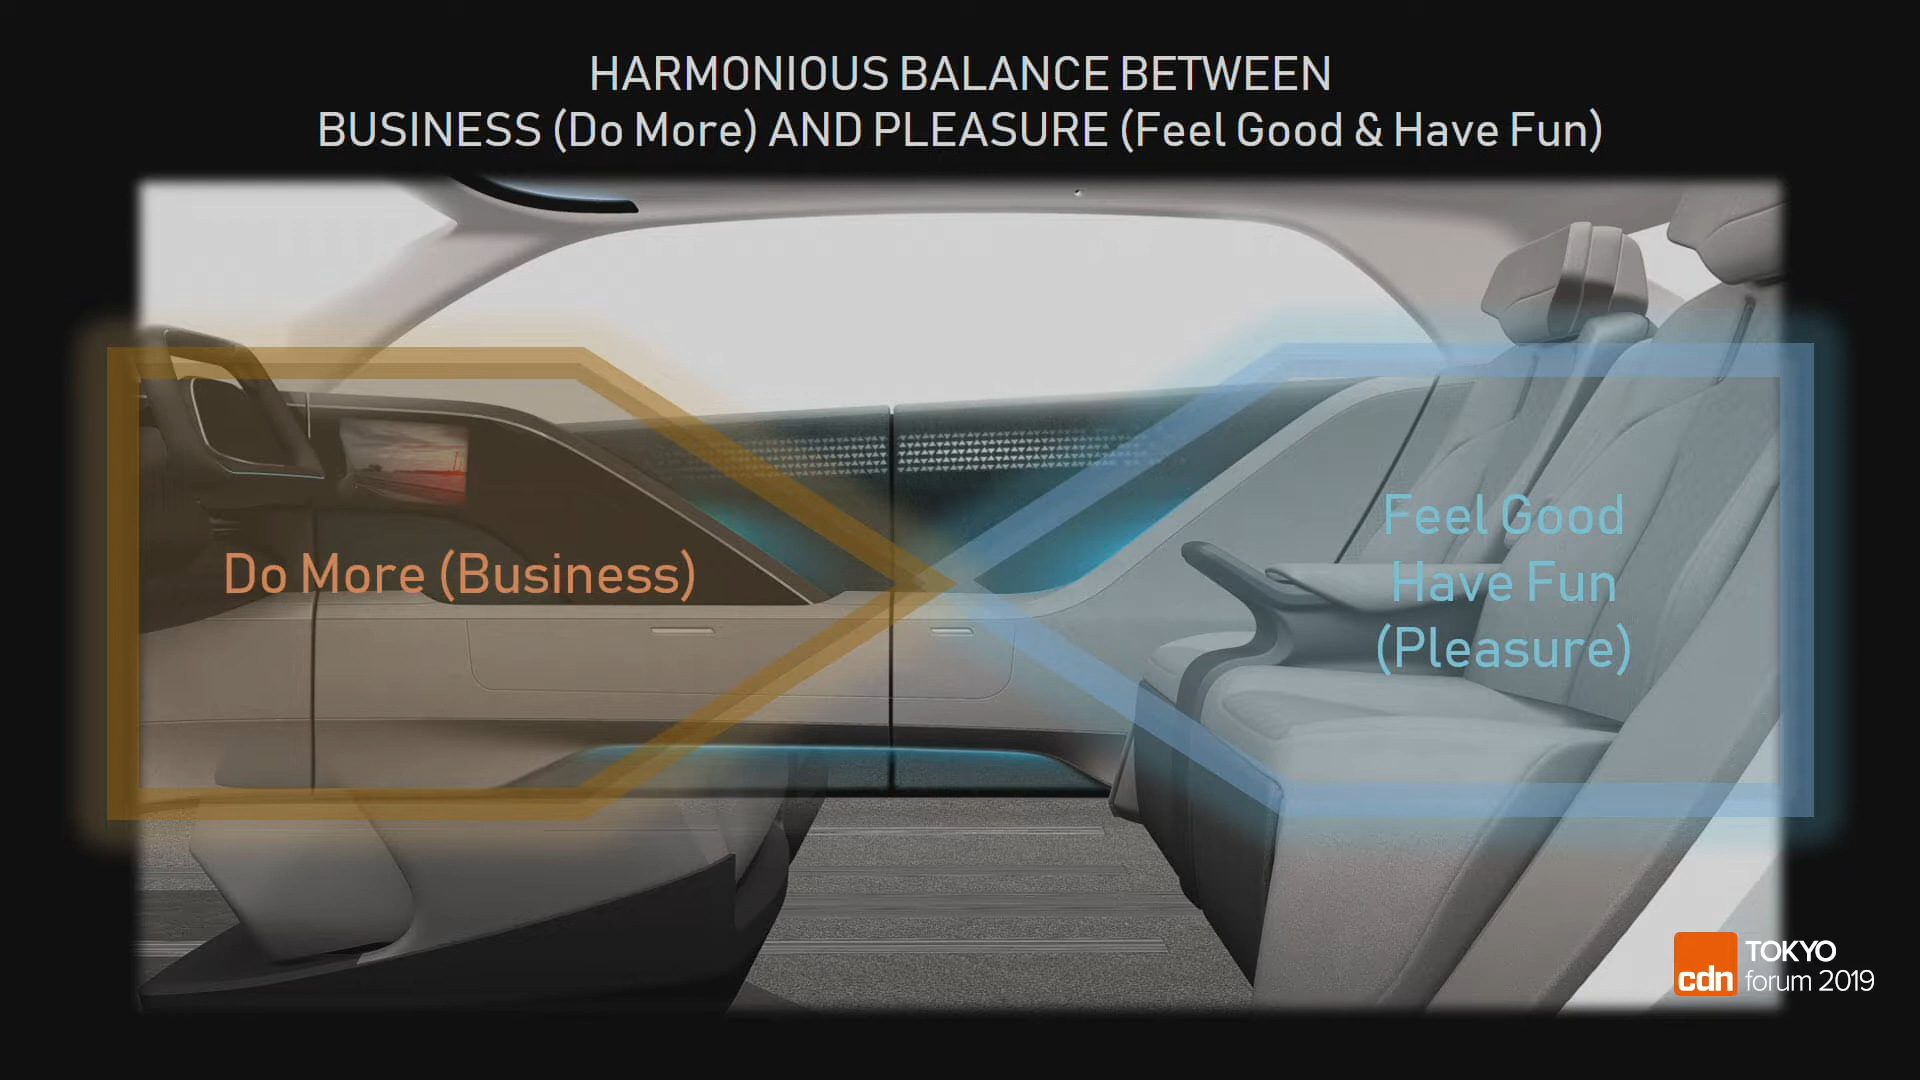 HARMONIOUS BALANCE BETWEEN
BUSINESS (Do More) AND PLEASURE (Feel Good & Have Fun)
Do More (Business)
Feel Good
Have Fun
(Pleasure)
cdn TOKYO
forum 2019